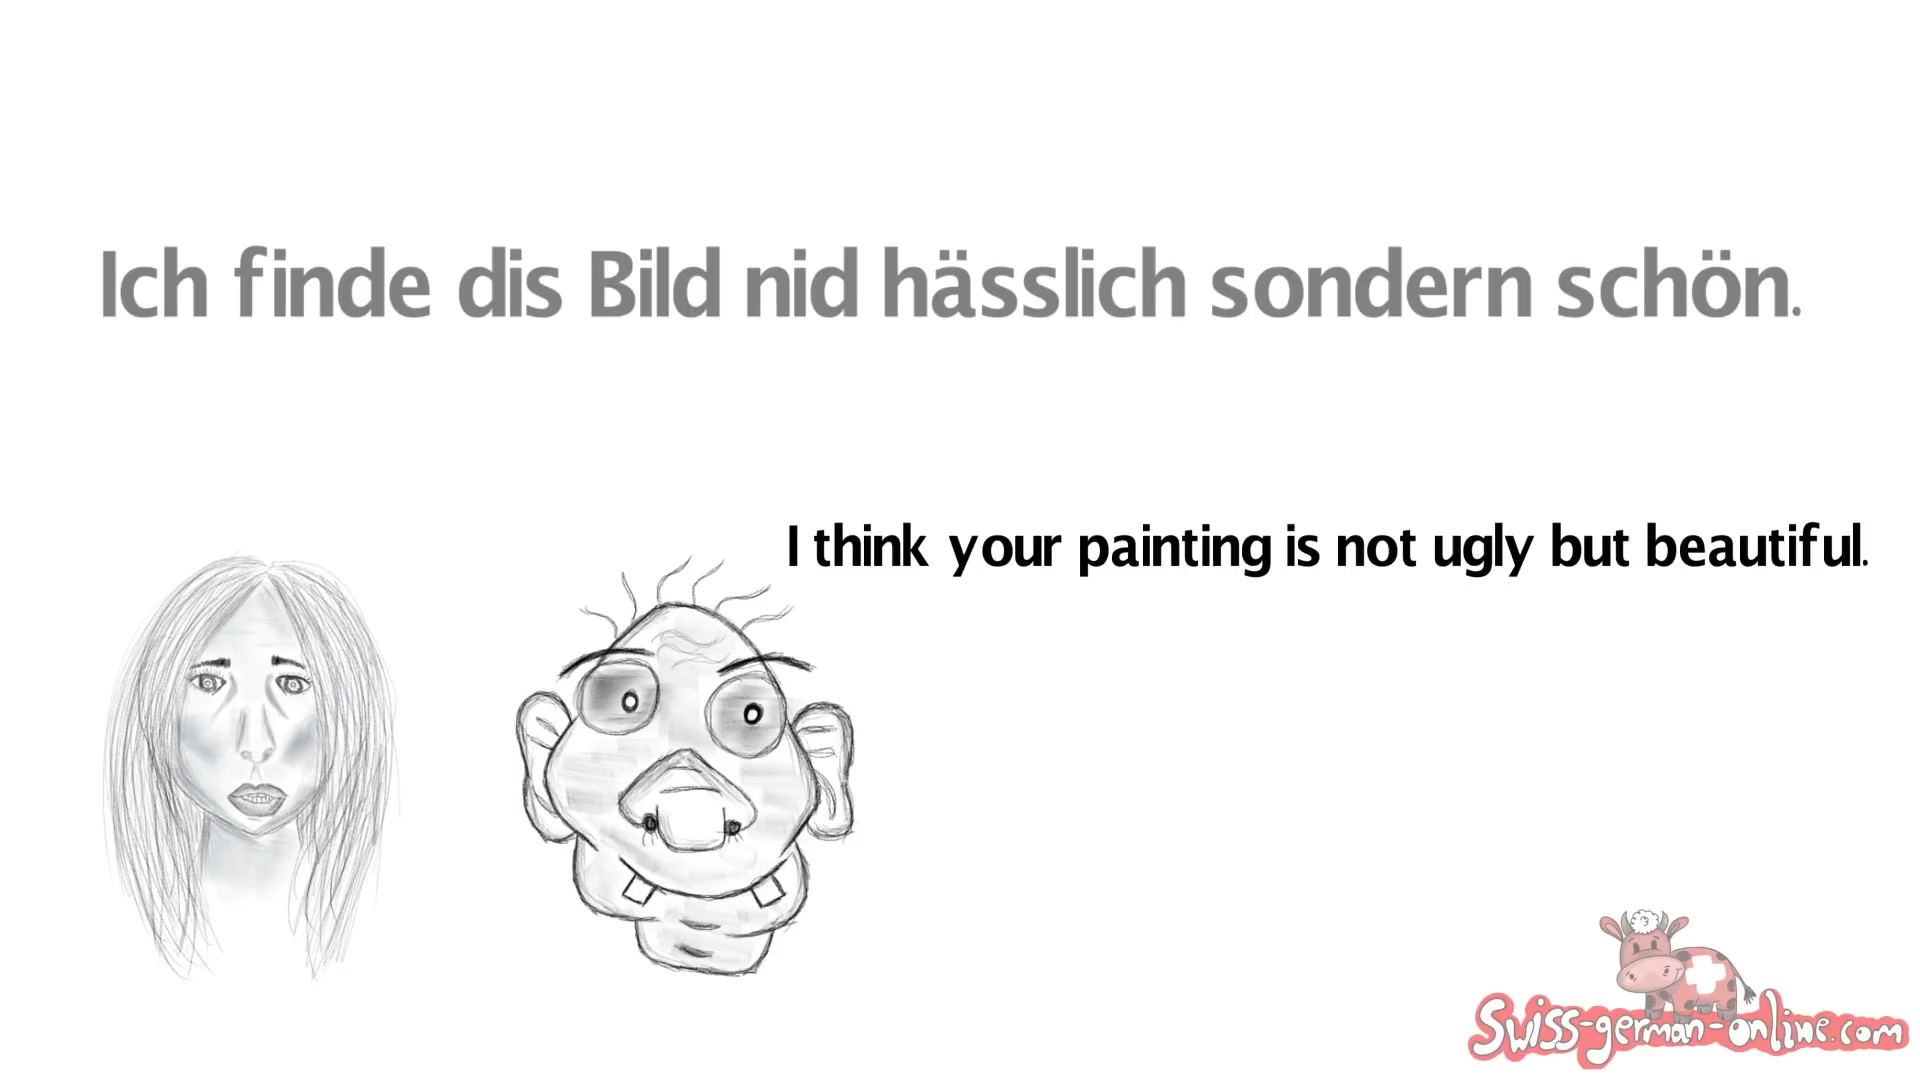 Ich finde dis Bild nid hässlich sondern schön.
I think your painting is not ugly but beautiful.
Swiss-german-online.com